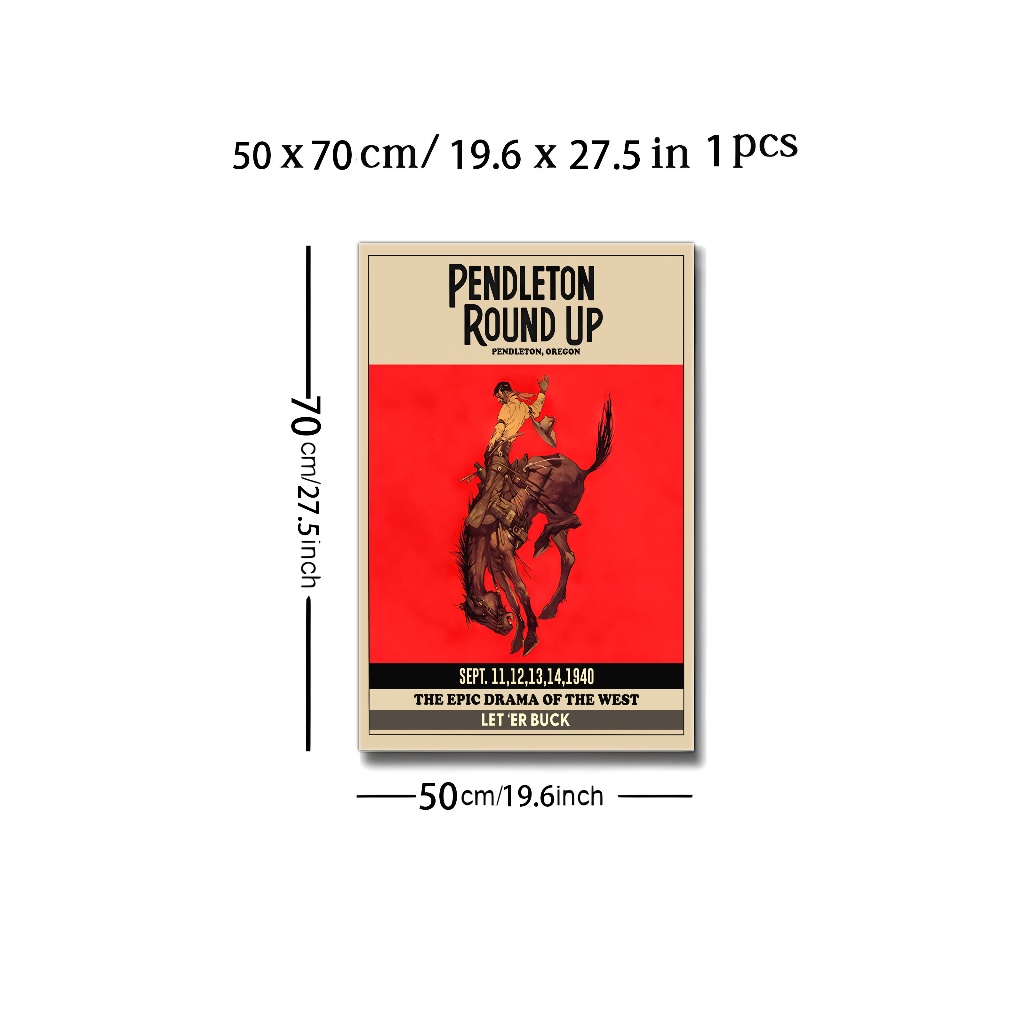 50 x 70 cm/ 19.6 x 27.5 in 1 pcs
PENDLETON
ROUND UP
PENDLETON, OREGON
70cm/27.5inch
SEPT. 11,12,13,14,1940
THE EPIC DRAMA OF THE WEST
LET 'ER BUCK
50cm/19.6inch